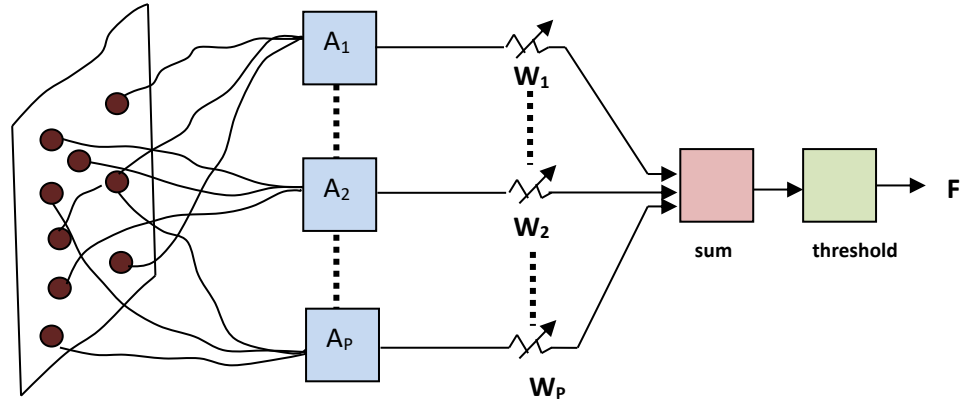 A₁
W₁
A₂
W₂
F
sum
threshold
Aₚ
Wₚ